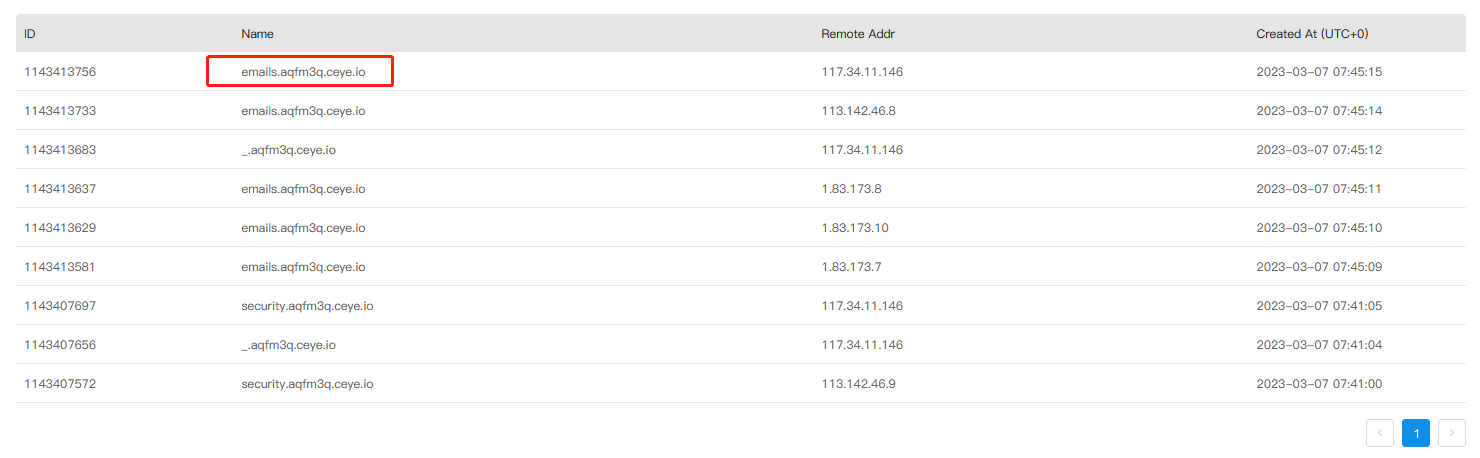 ID Name Remote Addr Created At (UTC+0)
1143413756 emails.aqfm3q.ceye.io 117.34.11.146 2023-03-07 07:45:15
1143413733 emails.aqfm3q.ceye.io 113.142.46.8 2023-03-07 07:45:14
1143413683 _.aqfm3q.ceye.io 117.34.11.146 2023-03-07 07:45:12
1143413637 emails.aqfm3q.ceye.io 1.83.173.8 2023-03-07 07:45:11
1143413629 emails.aqfm3q.ceye.io 1.83.173.10 2023-03-07 07:45:10
1143413581 emails.aqfm3q.ceye.io 1.83.173.7 2023-03-07 07:45:09
1143407697 security.aqfm3q.ceye.io 117.34.11.146 2023-03-07 07:41:05
1143407656 _.aqfm3q.ceye.io 117.34.11.146 2023-03-07 07:41:04
1143407572 security.aqfm3q.ceye.io 113.142.46.9 2023-03-07 07:41:00
< 1 >